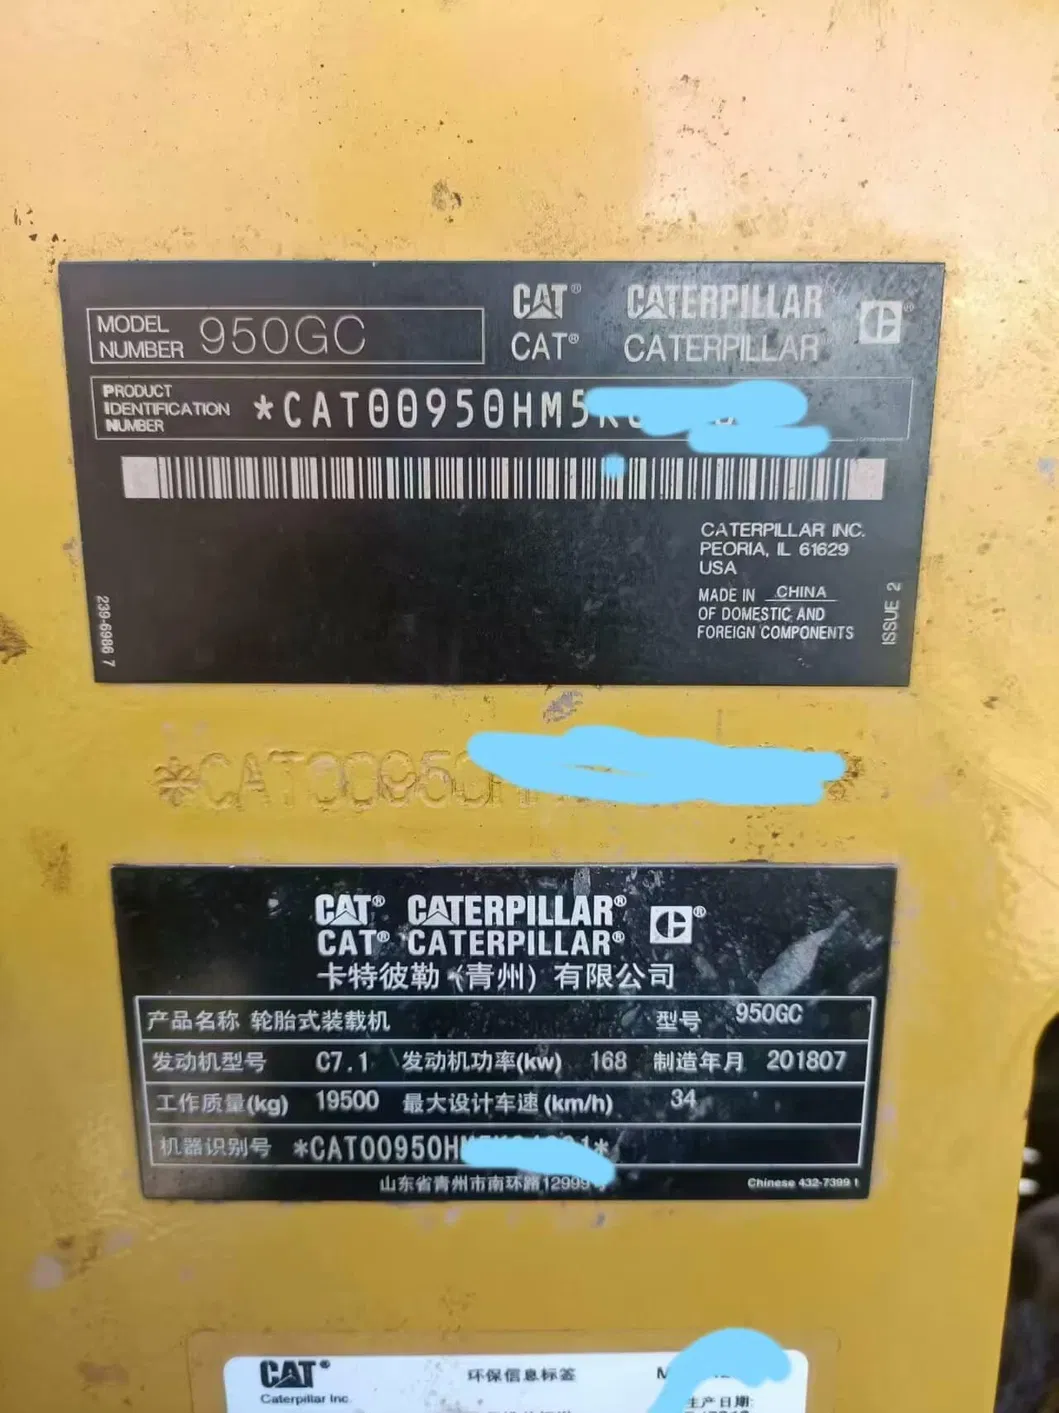 CAT® CATERPILLAR ®
MODEL NUMBER 950GC CAT® CATERPILLAR
PRODUCT IDENTIFICATION NUMBER *CAT00950HM5K
CATERPILLAR INC.
PEORIA, IL 61629
USA
MADE IN CHINA
OF DOMESTIC AND
FOREIGN COMPONENTS
239-6986 7
ISSUE 2
*CAT00950H
CAT® CATERPILLAR® ®
CAT® CATERPILLAR®
卡特彼勒(青州)有限公司
产品名称 轮胎式装载机 型号 950GC
发动机型号 C7.1 发动机功率(kw) 168 制造年月 201807
工作质量(kg) 19500 最大设计车速(km/h) 34
机器识别号 *CAT00950H
山东省青州市南环路12999 Chinese 432-7399 1
CAT® 环保信息标签
Caterpillar Inc. 生产日期: